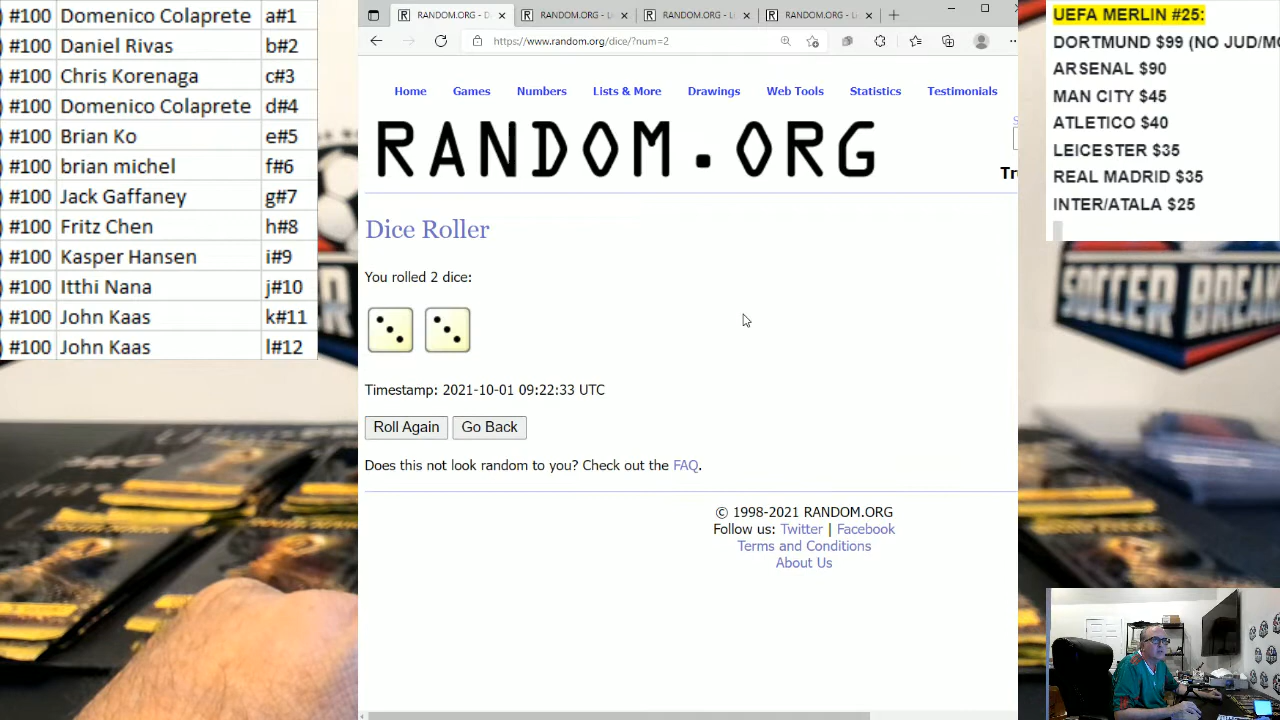 #100 Domenico Colaprete a#1
#100 Daniel Rivas b#2
#100 Chris Korenaga c#3
#100 Domenico Colaprete d#4
#100 Brian Ko e#5
#100 brian michel f#6
#100 Jack Gaffaney g#7
#100 Fritz Chen h#8
#100 Kasper Hansen i#9
#100 Itthi Nana j#10
#100 John Kaas k#11
#100 John Kaas l#12
RANDOM.ORG - D
RANDOM.ORG - L
RANDOM.ORG - L
RANDOM.ORG - L
https://www.random.org/dice/?num=2
Home Games Numbers Lists & More Drawings Web Tools Statistics Testimonials
RANDOM.ORG
Dice Roller
You rolled 2 dice:
Timestamp: 2021-10-01 09:22:33 UTC
Roll Again Go Back
Does this not look random to you? Check out the FAQ.
© 1998-2021 RANDOM.ORG
Follow us: Twitter | Facebook
Terms and Conditions
About Us
UEFA MERLIN #25:
DORTMUND $99 (NO JUD/MO
ARSENAL $90
MAN CITY $45
ATLETICO $40
LEICESTER $35
REAL MADRID $35
INTER/ATALA $25
SOCCER BREAK